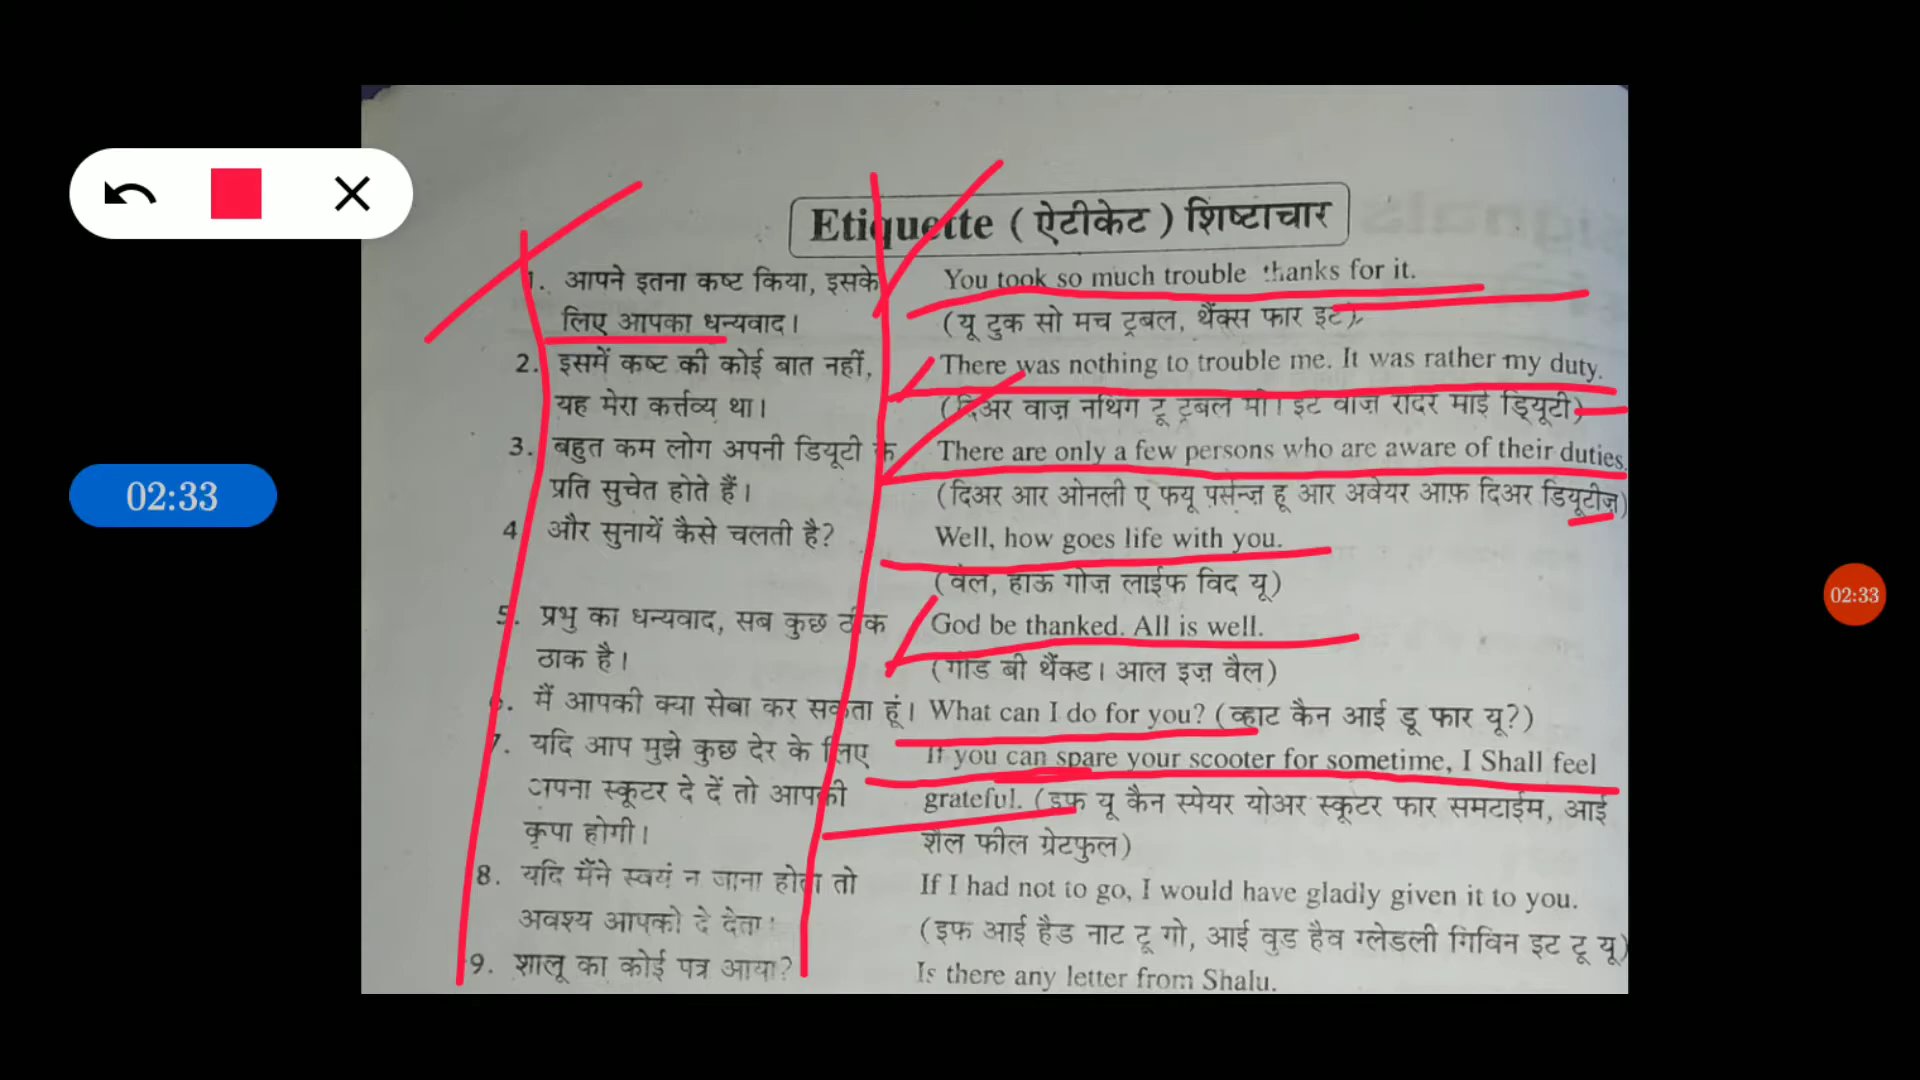 Etiquette ( ऐटीकेट ) शिष्टाचार
1. आपने इतना कष्ट किया, इसके
लिए आपका धन्यवाद।
You took so much trouble thanks for it.
(यू टुक सो मच ट्रबल, थैंक्स फार इट)
2. इसमें कष्ट की कोई बात नहीं,
यह मेरा कर्त्तव्य था।
There was nothing to trouble me. It was rather my duty.
(दिअर वाज़ नथिंग टू ट्रबल मी। इट वाज़ रादर माई ड्यूटी)
3. बहुत कम लोग अपनी डियूटी के
प्रति सुचेत होते हैं।
There are only a few persons who are aware of their duties.
(दिअर आर ओनली ए फयू पर्सन्ज़ हू आर अवेयर आफ़ दिअर डियूटीज़)
4 और सुनायें कैसे चलती है?
Well, how goes life with you.
(वेल, हाऊ गोज़ लाईफ विद यू)
5. प्रभु का धन्यवाद, सब कुछ ठीक
ठाक है।
God be thanked. All is well.
(गॉड बी थैंक्ड। आल इज़ वैल)
6. मैं आपकी क्या सेबा कर सकता हूं।
What can I do for you? (व्हाट कैन आई डू फार यू?)
7. यदि आप मुझे कुछ देर के लिए
अपना स्कूटर दे दें तो आपकी
कृपा होगी।
If you can spare your scooter for sometime, I Shall feel
grateful. (इफ यू कैन स्पेयर योअर स्कूटर फार समटाईम, आई
शैल फील ग्रेटफुल)
8. यदि मैंने स्वयं न जाना होता तो
अवश्य आपको दे देता।
If I had not to go, I would have gladly given it to you.
(इफ आई हैड नाट टू गो, आई वुड हैव ग्लेडली गिविन इट टू यू)
9. शालू का कोई पत्र आया?
Is there any letter from Shalu.
02:33
02:33